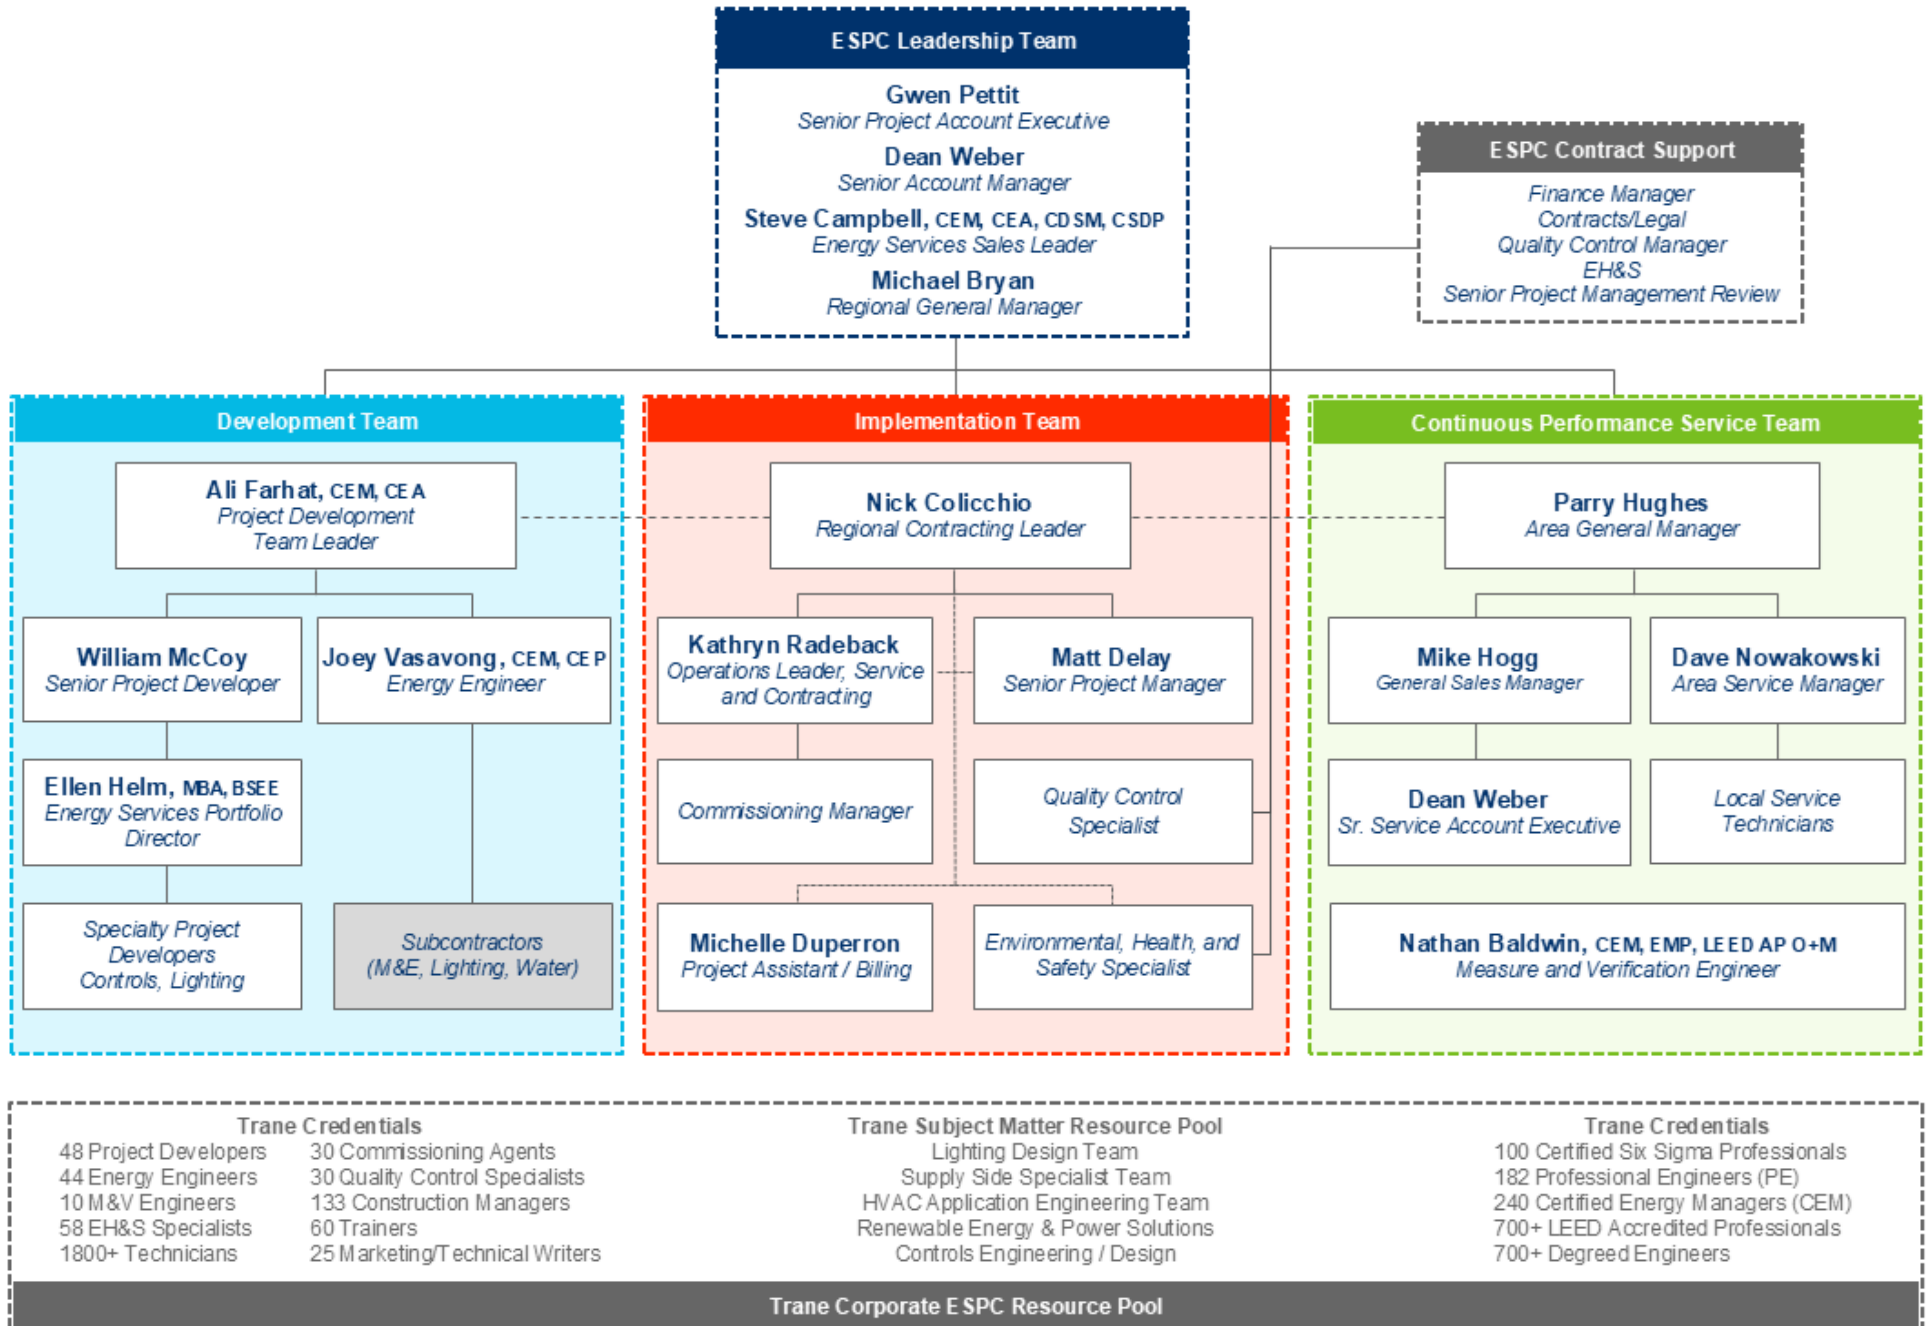 ESPC Leadership Team
Gwen Pettit
Senior Project Account Executive
Dean Weber
Senior Account Manager
Steve Campbell, CEM, CEA, CDSM, CSDP
Energy Services Sales Leader
Michael Bryan
Regional General Manager
ESPC Contract Support
Finance Manager
Contracts/Legal
Quality Control Manager
EH&S
Senior Project Management Review
Development Team
Ali Farhat, CEM, CEA
Project Development
Team Leader
William McCoy
Senior Project Developer
Joey Vasavong, CEM, CEP
Energy Engineer
Ellen Helm, MBA, BSEE
Energy Services Portfolio
Director
Specialty Project
Developers
Controls, Lighting
Subcontractors
(M&E, Lighting, Water)
Implementation Team
Nick Colicchio
Regional Contracting Leader
Kathryn Radeback
Operations Leader, Service
and Contracting
Matt Delay
Senior Project Manager
Commissioning Manager
Quality Control
Specialist
Michelle Duperron
Project Assistant / Billing
Environmental, Health, and
Safety Specialist
Continuous Performance Service Team
Parry Hughes
Area General Manager
Mike Hogg
General Sales Manager
Dave Nowakowski
Area Service Manager
Dean Weber
Sr. Service Account Executive
Local Service
Technicians
Nathan Baldwin, CEM, EMP, LEED AP O+M
Measure and Verification Engineer
Trane Credentials
48 Project Developers
44 Energy Engineers
10 M&V Engineers
58 EH&S Specialists
1800+ Technicians
30 Commissioning Agents
30 Quality Control Specialists
133 Construction Managers
60 Trainers
25 Marketing/Technical Writers
Trane Subject Matter Resource Pool
Lighting Design Team
Supply Side Specialist Team
HVAC Application Engineering Team
Renewable Energy & Power Solutions
Controls Engineering / Design
Trane Credentials
100 Certified Six Sigma Professionals
182 Professional Engineers (PE)
240 Certified Energy Managers (CEM)
700+ LEED Accredited Professionals
700+ Degreed Engineers
Trane Corporate ESPC Resource Pool